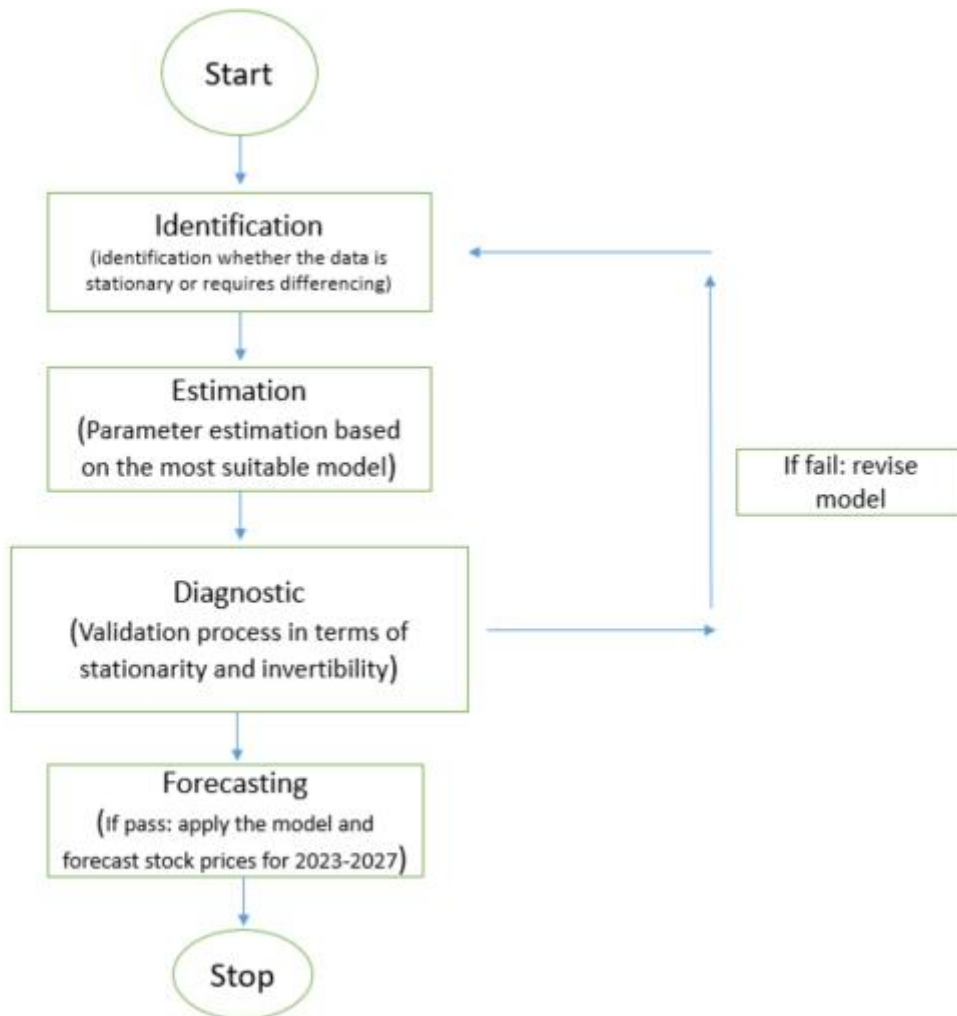 Start
Identification
(identification whether the data is
stationary or requires differencing)
Estimation
(Parameter estimation based
on the most suitable model)
If fail: revise
model
Diagnostic
(Validation process in terms of
stationarity and invertibility)
Forecasting
(If pass: apply the model and
forecast stock prices for 2023-2027)
Stop